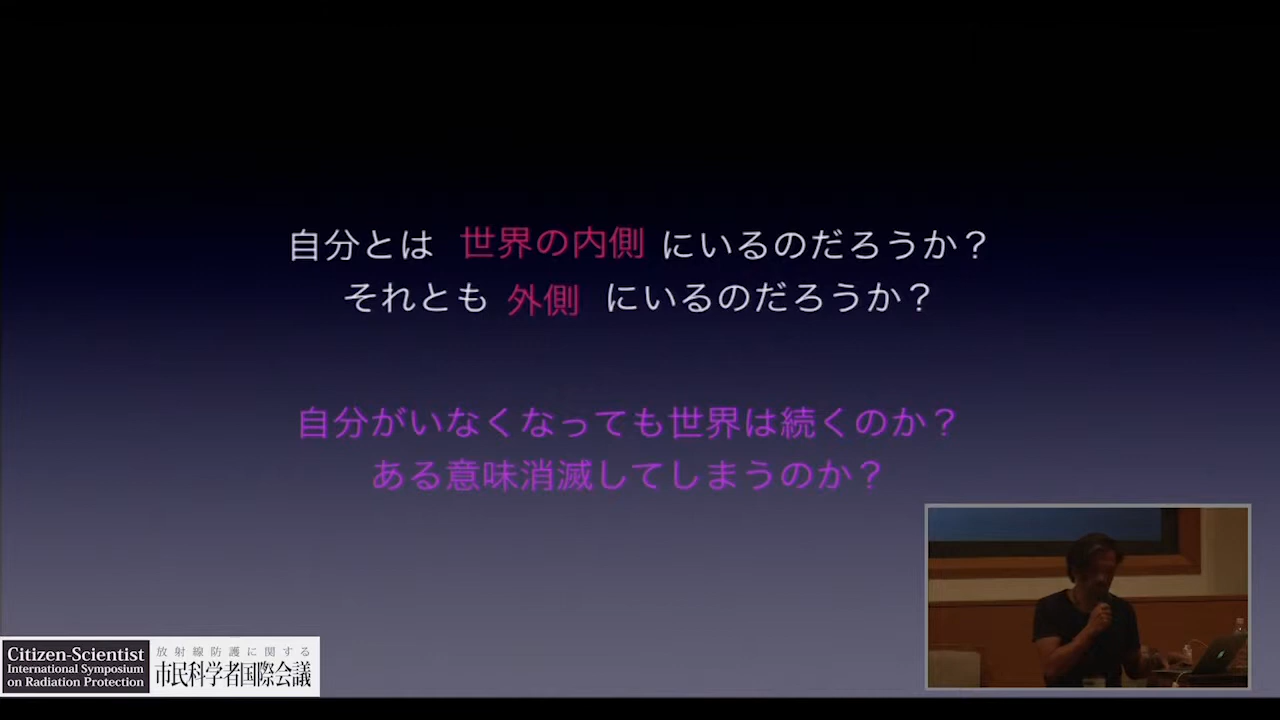 自分とは 世界の内側 にいるのだろうか？
それとも 外側 にいるのだろうか？
自分がいなくなっても世界は続くのか？
ある意味消滅してしまうのか？
Citizen-Scientist
International Symposium
on Radiation Protection
放射線防護に関する
市民科学者国際会議